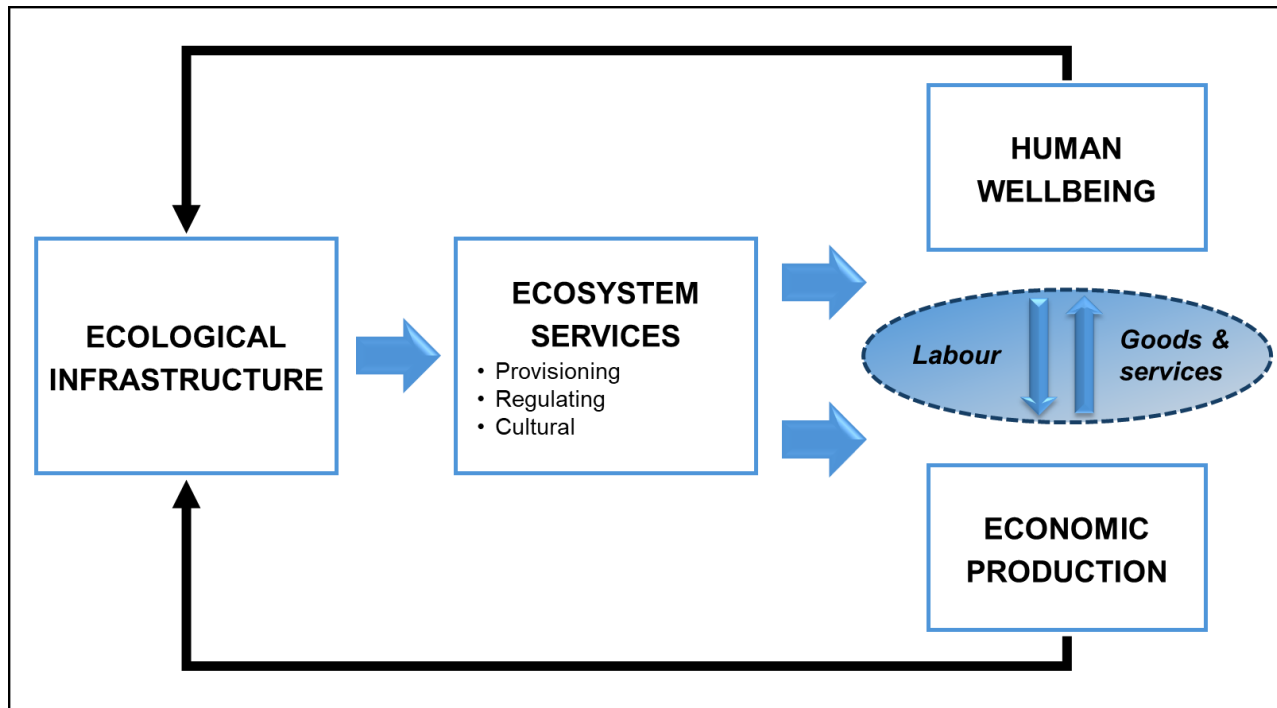 HUMAN
WELLBEING
ECOLOGICAL
INFRASTRUCTURE
ECOSYSTEM
SERVICES
• Provisioning
• Regulating
• Cultural
Labour
Goods &
services
ECONOMIC
PRODUCTION